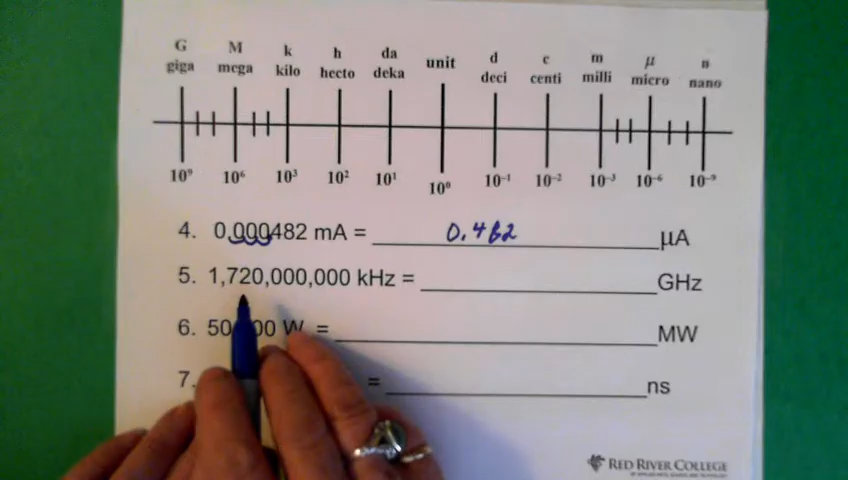 G M k h da unit d c m μ n
giga mega kilo hecto deka deci centi milli micro nano
10⁹ 10⁶ 10³ 10² 10¹ 10⁰ 10⁻¹ 10⁻² 10⁻³ 10⁻⁶ 10⁻⁹
4. 0.000482 mA = 0.482 μA
5. 1,720,000,000 kHz = GHz
6. W = MW
7. = ns
RED RIVER COLLEGE